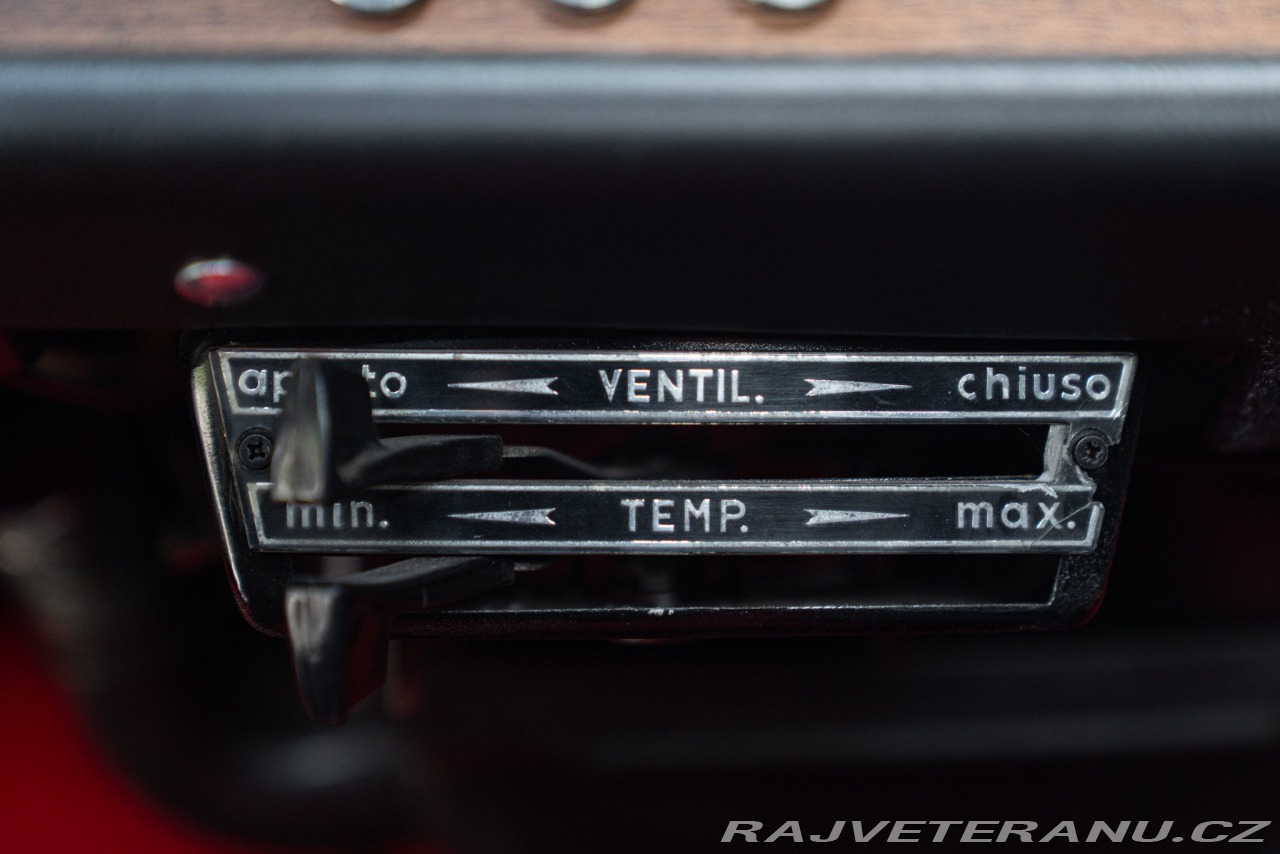 VENTIL. chiuso
min. TEMP. max.
RAJVETERANU.CZ